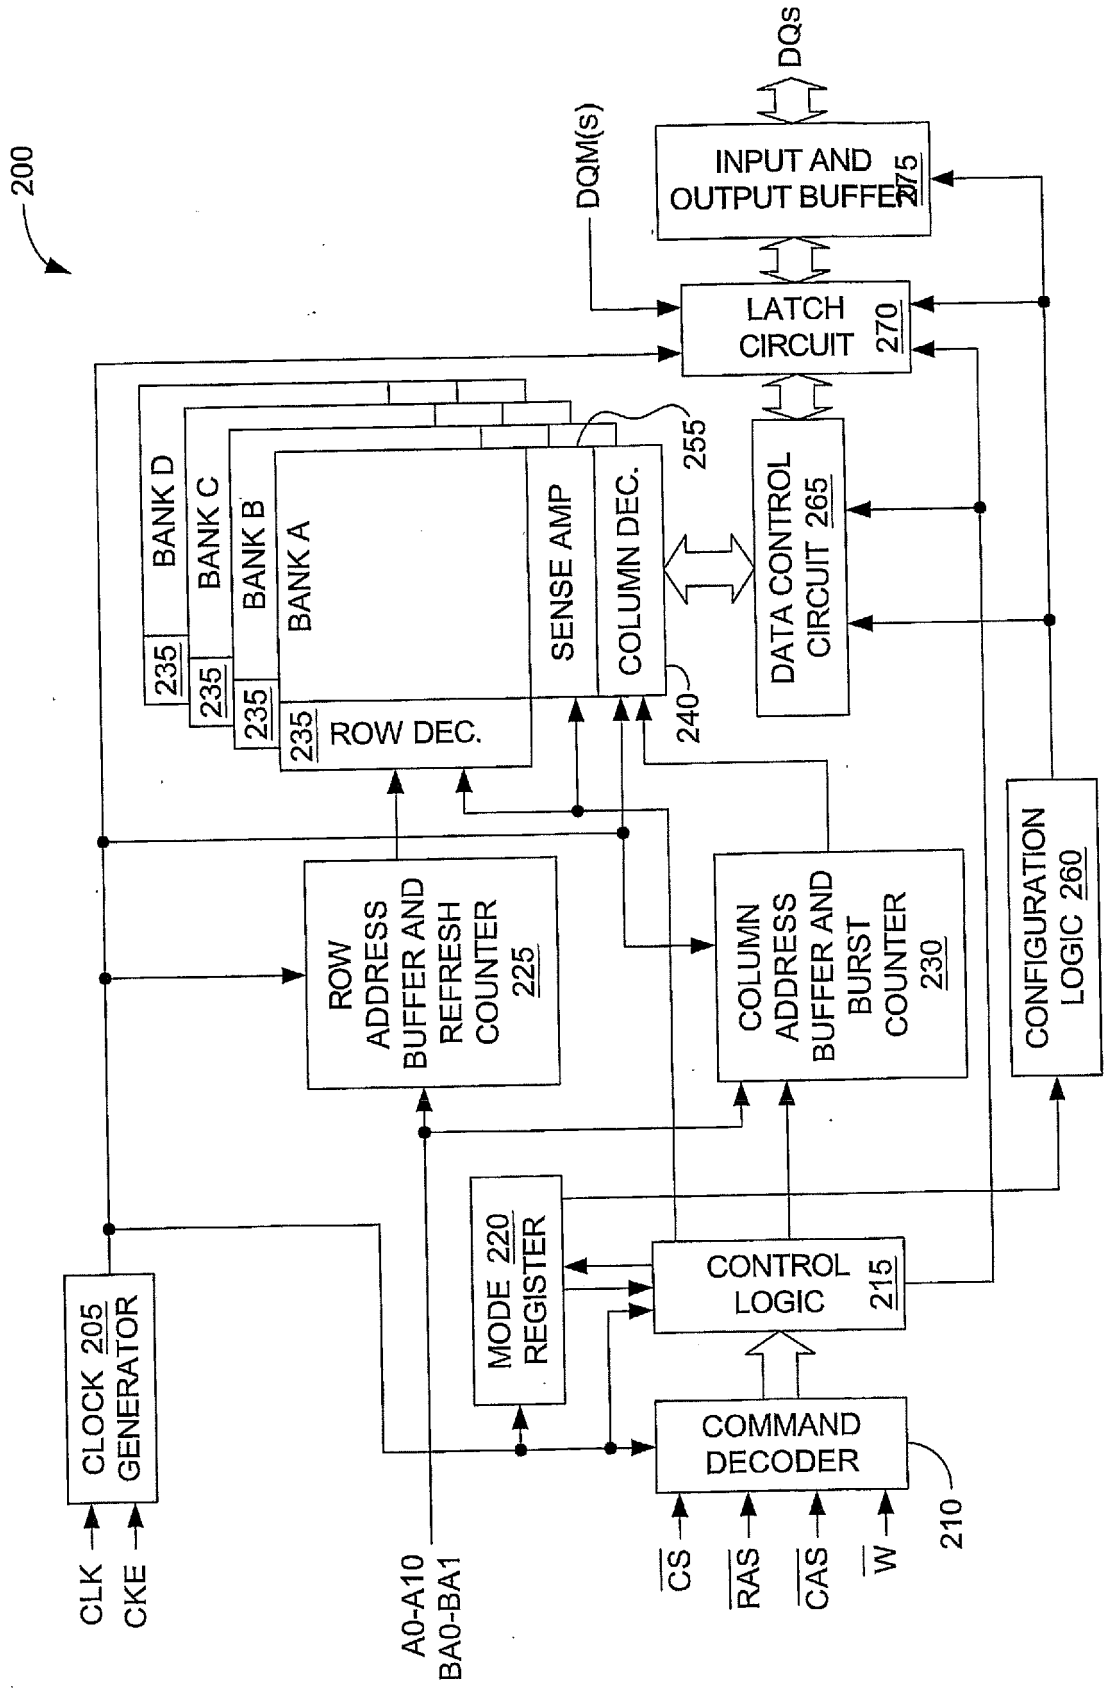 200
CLK
CKE
CLOCK 205
GENERATOR
A0-A10
BA0-BA1
MODE 220
REGISTER
CS
RAS
CAS
W
COMMAND
DECODER
210
CONTROL
LOGIC
215
ROW
ADDRESS
BUFFER AND
REFRESH
COUNTER
225
COLUMN
ADDRESS
BUFFER AND
BURST
COUNTER
230
CONFIGURATION
LOGIC 260
BANK D
235
BANK C
235
BANK B
235
BANK A
235
ROW DEC.
SENSE AMP
COLUMN DEC.
240
255
DATA CONTROL
CIRCUIT 265
LATCH
CIRCUIT
270
DQM(s)
INPUT AND
OUTPUT BUFFER
275
DQs